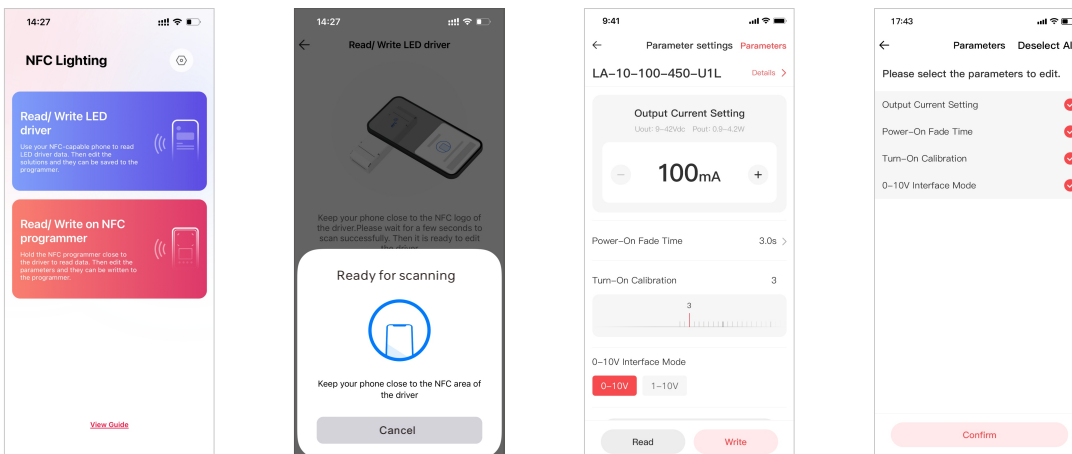 14:27
NFC Lighting
Read/ Write LED
driver
Use your NFC-capable phone to read
LED driver data. Then edit the
solutions and they can be saved to the
programmer.
Read/ Write on NFC
programmer
Hold the NFC programmer close to
the driver to read data. Then edit the
parameters and they can be written to
the programmer.
View Guide
14:27
Read/ Write LED driver
Keep your phone close to the NFC logo of
the driver.Please wait for a few seconds to
scan successfully. Then it is ready to edit
the driver
Ready for scanning
Keep your phone close to the NFC area of
the driver
Cancel
9:41
Parameter settings Parameters
LA-10-100-450-U1L Details
Output Current Setting
Uout: 9-42Vdc Pout: 0.9-4.2W
100mA
Power-On Fade Time 3.0s
Turn-On Calibration 3
3
0-10V Interface Mode
0-10V 1-10V
Read Write
17:43
Parameters Deselect Al
Please select the parameters to edit.
Output Current Setting
Power-On Fade Time
Turn-On Calibration
0-10V Interface Mode
Confirm